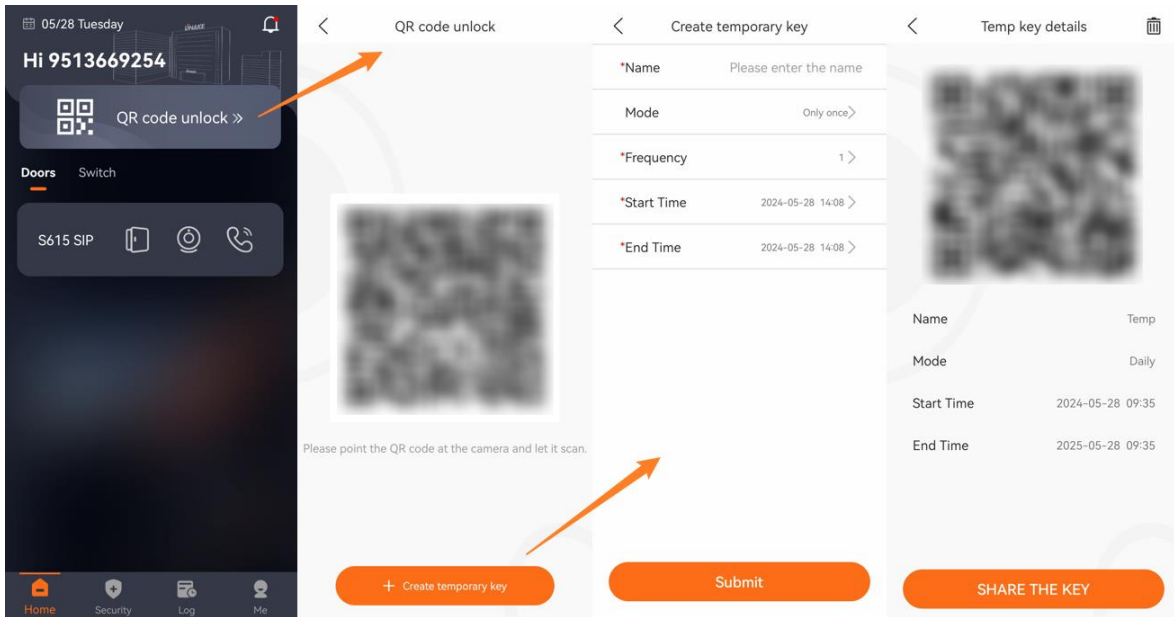 05/28 Tuesday
Hi 9513669254
QR code unlock »
Doors Switch
S615 SIP
Home Security Log Me
QR code unlock
Please point the QR code at the camera and let it scan.
+ Create temporary key
Create temporary key
*Name Please enter the name
Mode Only once>
*Frequency 1 >
*Start Time 2024-05-28 14:08 >
*End Time 2024-05-28 14:08 >
Submit
Temp key details
Name Temp
Mode Daily
Start Time 2024-05-28 09:35
End Time 2025-05-28 09:35
SHARE THE KEY